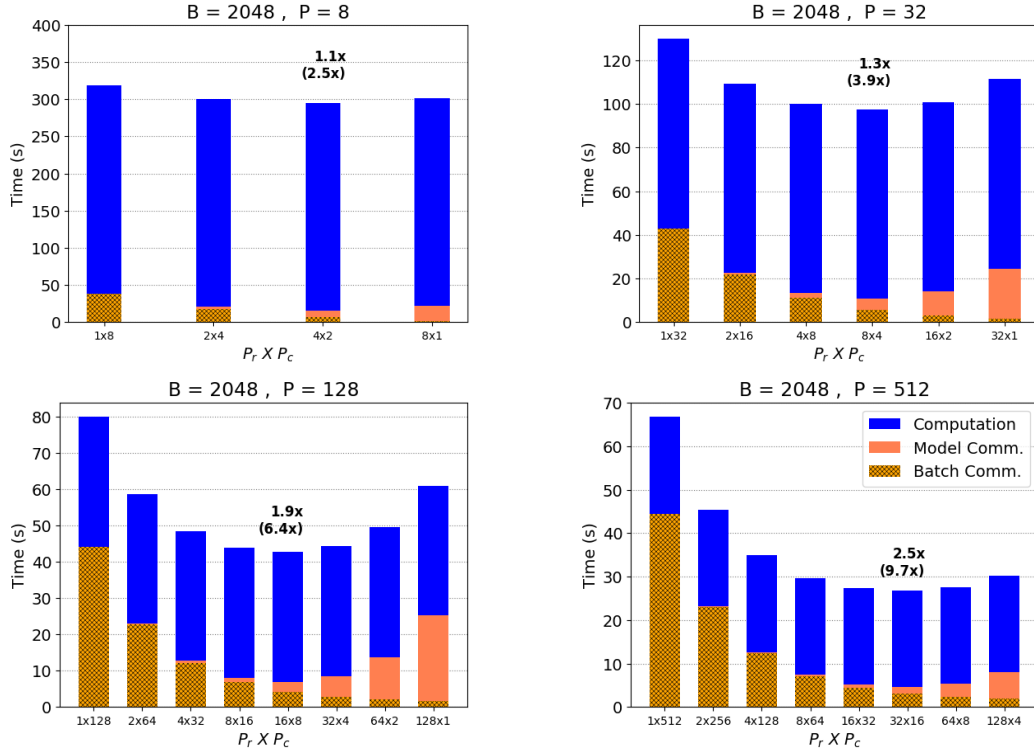 B = 2048 , P = 8
400
350
300
250
200
150
100
50
0
Time (s)
1.1x
(2.5x)
1x8 2x4 4x2 8x1
P_r X P_c
B = 2048 , P = 32
120
100
80
60
40
20
0
Time (s)
1.3x
(3.9x)
1x32 2x16 4x8 8x4 16x2 32x1
P_r X P_c
B = 2048 , P = 128
80
70
60
50
40
30
20
10
0
Time (s)
1.9x
(6.4x)
1x128 2x64 4x32 8x16 16x8 32x4 64x2 128x1
P_r X P_c
B = 2048 , P = 512
70
60
50
40
30
20
10
0
Time (s)
Computation
Model Comm.
Batch Comm.
2.5x
(9.7x)
1x512 2x256 4x128 8x64 16x32 32x16 64x8 128x4
P_r X P_c